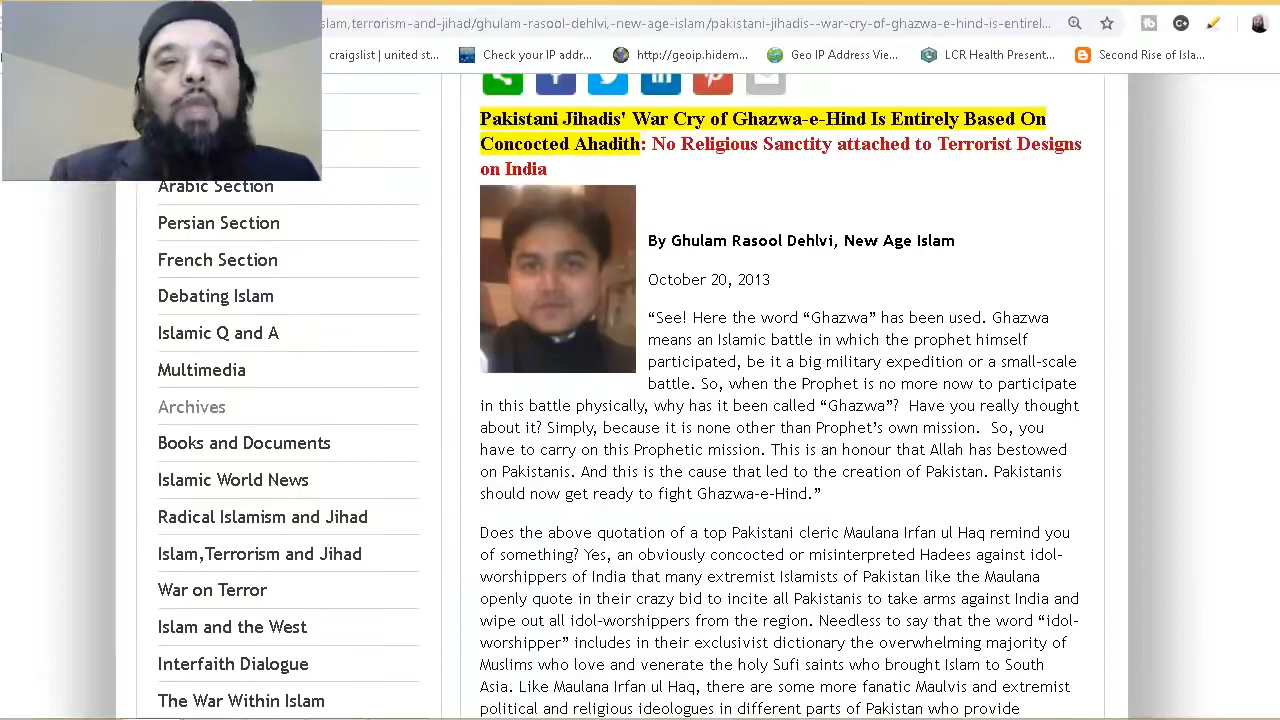 slam,terrorism-and-jihad/ghulam-rasool-dehlvi,-new-age-islam/pakistani-jihadis--war-cry-of-ghazwa-e-hind-is-entirel...
craigslist l united st...
Check your IP addr...
http://geoip.hidem...
Geo IP Address Vie...
LCR Health Present...
Second Rise of Isla...
Arabic Section
Persian Section
French Section
Debating Islam
Islamic Q and A
Multimedia
Archives
Books and Documents
Islamic World News
Radical Islamism and Jihad
Islam,Terrorism and Jihad
War on Terror
Islam and the West
Interfaith Dialogue
The War Within Islam
Pakistani Jihadis' War Cry of Ghazwa-e-Hind Is Entirely Based On
Concocted Ahadith: No Religious Sanctity attached to Terrorist Designs
on India
By Ghulam Rasool Dehlvi, New Age Islam
October 20, 2013
“See! Here the word “Ghazwa” has been used. Ghazwa
means an Islamic battle in which the prophet himself
participated, be it a big military expedition or a small-scale
battle. So, when the Prophet is no more now to participate
in this battle physically, why has it been called “Ghazwa”? Have you really thought
about it? Simply, because it is none other than Prophet’s own mission. So, you
have to carry on this Prophetic mission. This is an honour that Allah has bestowed
on Pakistanis. And this is the cause that led to the creation of Pakistan. Pakistanis
should now get ready to fight Ghazwa-e-Hind.”
Does the above quotation of a top Pakistani cleric Maulana Irfan ul Haq remind you
of something? Yes, an obviously concocted or misinterpreted Hadees against idol-
worshippers of India that many extremist Islamists of Pakistan like the Maulana
openly quote in their crazy bid to incite all Pakistanis to take arms against India and
wipe out all idol-worshippers from the region. Needless to say that the word “idol-
worshipper” includes in their exclusivist dictionary the overwhelming majority of
Muslims who love and venerate the holy Sufi saints who brought Islam to South
Asia. Like Maulana Irfan ul Haq, there are some more fanatic Maulvis and extremist
political and religious ideologues in different parts of Pakistan who provide